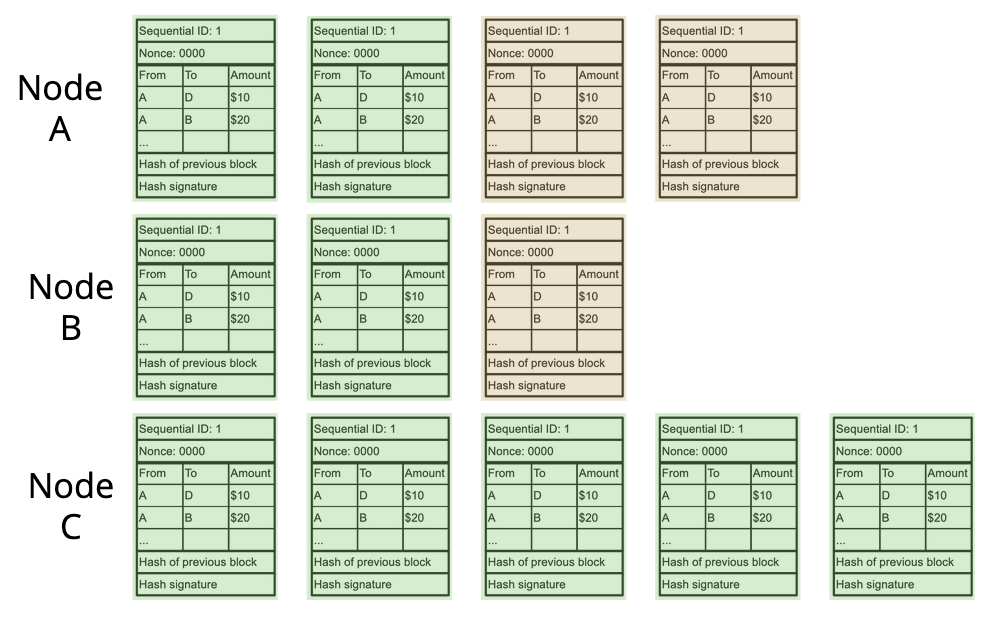 Node A
Sequential ID: 1
Nonce: 0000
From To Amount
A D $10
A B $20
...
Hash of previous block
Hash signature
Sequential ID: 1
Nonce: 0000
From To Amount
A D $10
A B $20
...
Hash of previous block
Hash signature
Sequential ID: 1
Nonce: 0000
From To Amount
A D $10
A B $20
...
Hash of previous block
Hash signature
Sequential ID: 1
Nonce: 0000
From To Amount
A D $10
A B $20
...
Hash of previous block
Hash signature
Node B
Sequential ID: 1
Nonce: 0000
From To Amount
A D $10
A B $20
...
Hash of previous block
Hash signature
Sequential ID: 1
Nonce: 0000
From To Amount
A D $10
A B $20
...
Hash of previous block
Hash signature
Sequential ID: 1
Nonce: 0000
From To Amount
A D $10
A B $20
...
Hash of previous block
Hash signature
Node C
Sequential ID: 1
Nonce: 0000
From To Amount
A D $10
A B $20
...
Hash of previous block
Hash signature
Sequential ID: 1
Nonce: 0000
From To Amount
A D $10
A B $20
...
Hash of previous block
Hash signature
Sequential ID: 1
Nonce: 0000
From To Amount
A D $10
A B $20
...
Hash of previous block
Hash signature
Sequential ID: 1
Nonce: 0000
From To Amount
A D $10
A B $20
...
Hash of previous block
Hash signature
Sequential ID: 1
Nonce: 0000
From To Amount
A D $10
A B $20
...
Hash of previous block
Hash signature